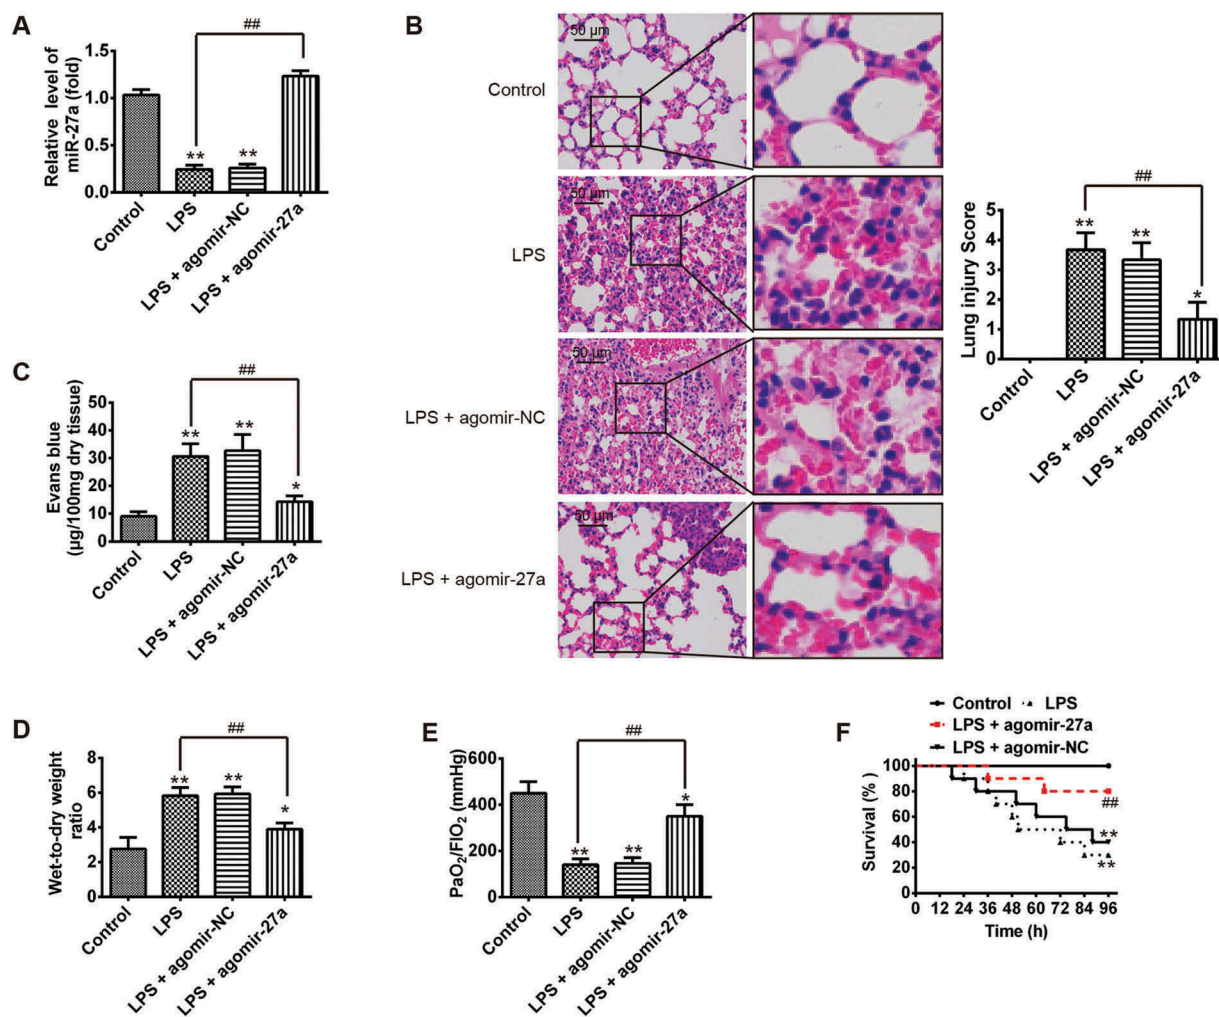 A
Relative level of
miR-27a (fold)
1.5
1.0
0.5
0.0
**
**
##
Control
LPS
LPS + agomir-NC
LPS + agomir-27a
B
Control
50 µm
LPS
50 µm
LPS + agomir-NC
50 µm
LPS + agomir-27a
50 µm
Lung injury Score
5
4
3
2
1
0
**
**
*
##
Control
LPS
LPS + agomir-NC
LPS + agomir-27a
C
Evans blue
(µg/100mg dry tissue)
50
40
30
20
10
0
**
**
*
##
Control
LPS
LPS + agomir-NC
LPS + agomir-27a
D
Wet-to-dry weight
ratio
8
6
4
2
0
**
**
*
##
Control
LPS
LPS + agomir-NC
LPS + agomir-27a
E
PaO2/FIO2 (mmHg)
600
400
200
0
**
**
*
##
Control
LPS
LPS + agomir-NC
LPS + agomir-27a
F
Control LPS
LPS + agomir-27a
LPS + agomir-NC
Survival (% )
100
80
60
40
20
0
##
**
**
0 12 24 36 48 60 72 84 96
Time (h)